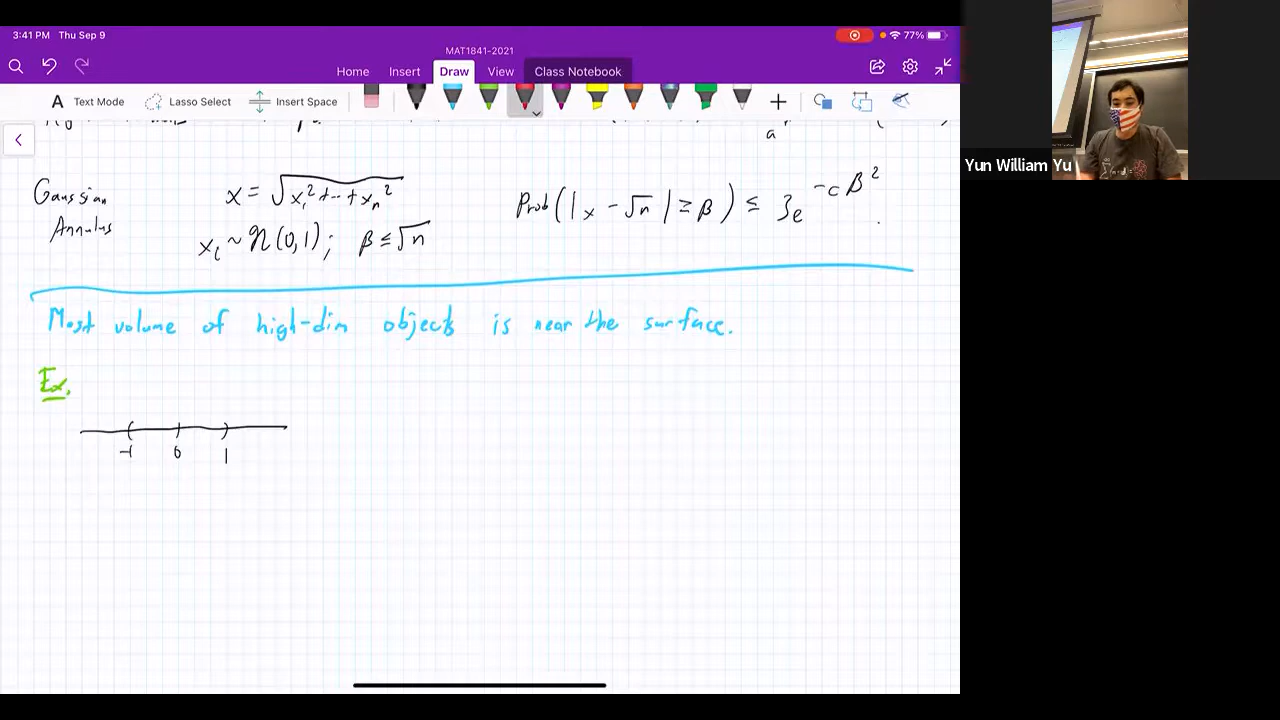 3:41 PM Thu Sep 9
77%
MAT1841-2021
Home Insert Draw View Class Notebook
Text Mode Lasso Select Insert Space
a
Gaussian Annulus
x = √x₁² + ⋯ + xₙ²
xᵢ ~ N(0,1); β ≤ √n
Prob(|x - √n| ≥ β) ≤ 3e^{-cβ²}
Most volume of high-dim objects is near the surface.
Ex.
-1 0 1
Yun William Yu